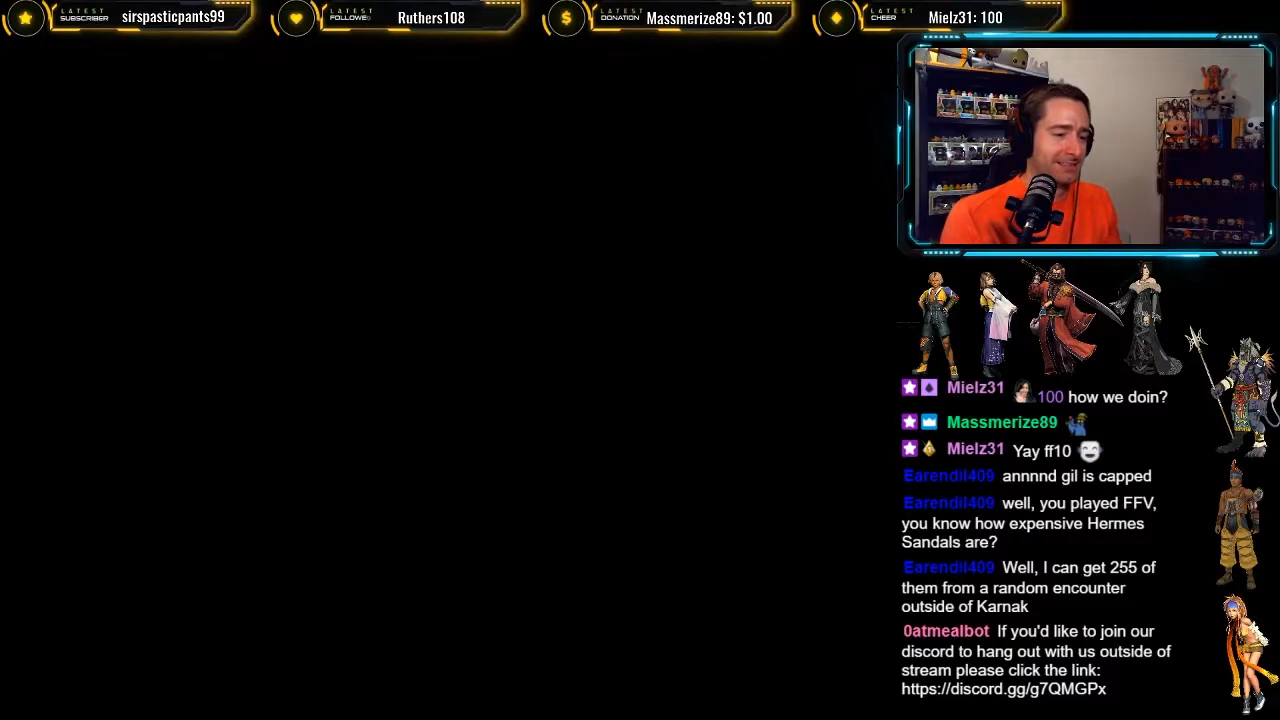 LATEST
SUBSCRIBER sirspasticpants99
LATEST
FOLLOWER Ruthers108
LATEST
DONATION Massmerize89: $1.00
LATEST
CHEER Mielz31: 100
Mielz31 100 how we doin?
Massmerize89
Mielz31 Yay ff10
Earendil409 annnnd gil is capped
Earendil409 well, you played FFV,
you know how expensive Hermes
Sandals are?
Earendil409 Well, I can get 255 of
them from a random encounter
outside of Karnak
0atmealbot If you'd like to join our
discord to hang out with us outside of
stream please click the link:
https://discord.gg/g7QMGPx